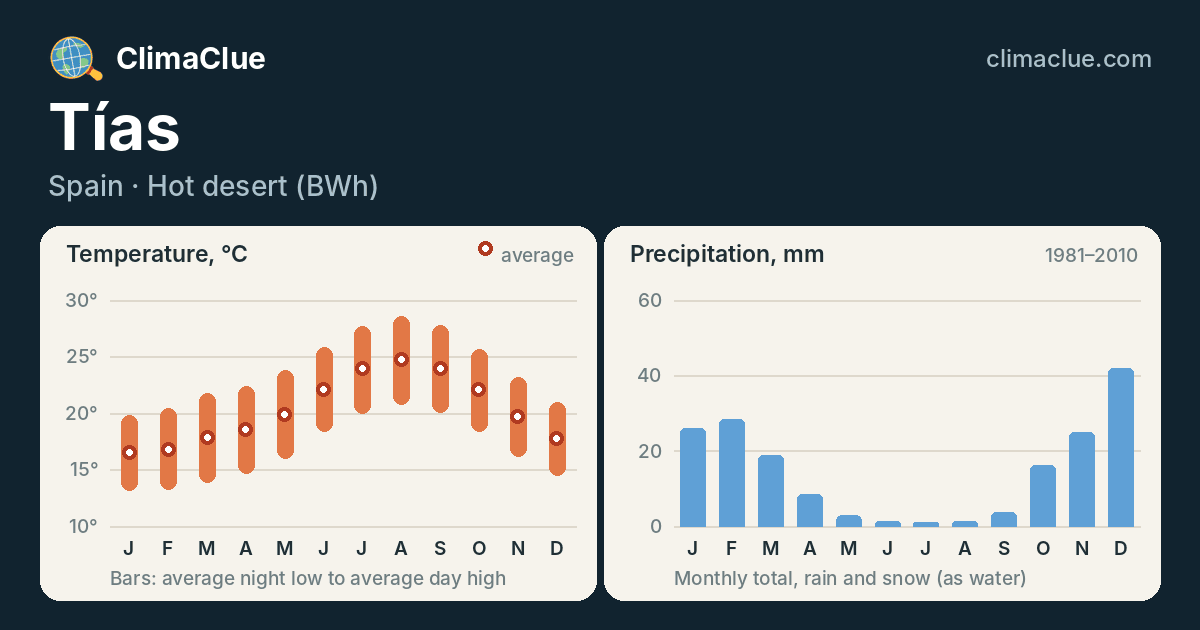 ClimaClue
climaclue.com
Tías
Spain · Hot desert (BWh)
Temperature, °C
average
30°
25°
20°
15°
10°
J F M A M J J A S O N D
Bars: average night low to average day high
Precipitation, mm
1981–2010
60
40
20
0
J F M A M J J A S O N D
Monthly total, rain and snow (as water)